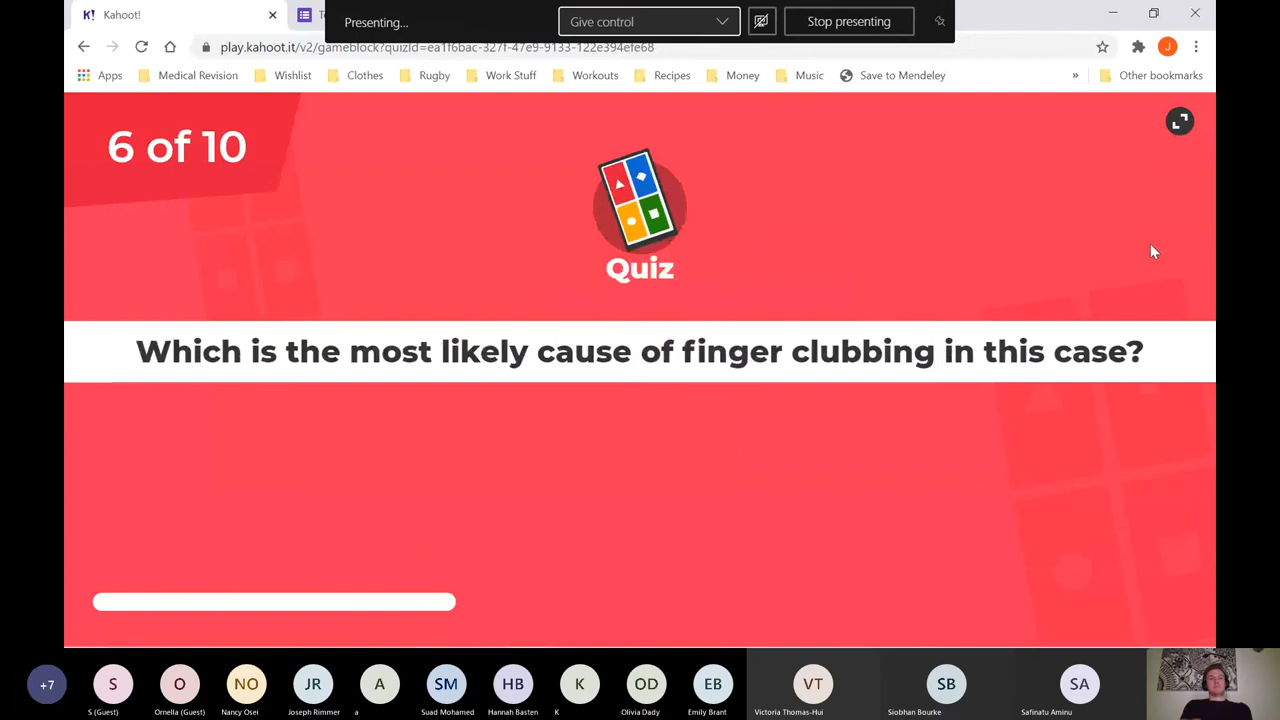 Kahoot!
Presenting...
Give control
Stop presenting
play.kahoot.it/v2/gameblock?quizId=ea1f6bac-327f-47e9-9133-122e394efe68
Apps
Medical Revision
Wishlist
Clothes
Rugby
Work Stuff
Workouts
Recipes
Money
Music
Save to Mendeley
»
Other bookmarks
J
6 of 10
Quiz
Which is the most likely cause of finger clubbing in this case?
+7
S
O
NO
JR
A
SM
HB
K
OD
EB
VT
SB
SA
S (Guest)
Ornella (Guest)
Nancy Osei
Joseph Rimmer
a
Suad Mohamed
Hannah Basten
K
Olivia Dady
Emily Brant
Victoria Thomas-Hui
Siobhan Bourke
Safinatu Aminu